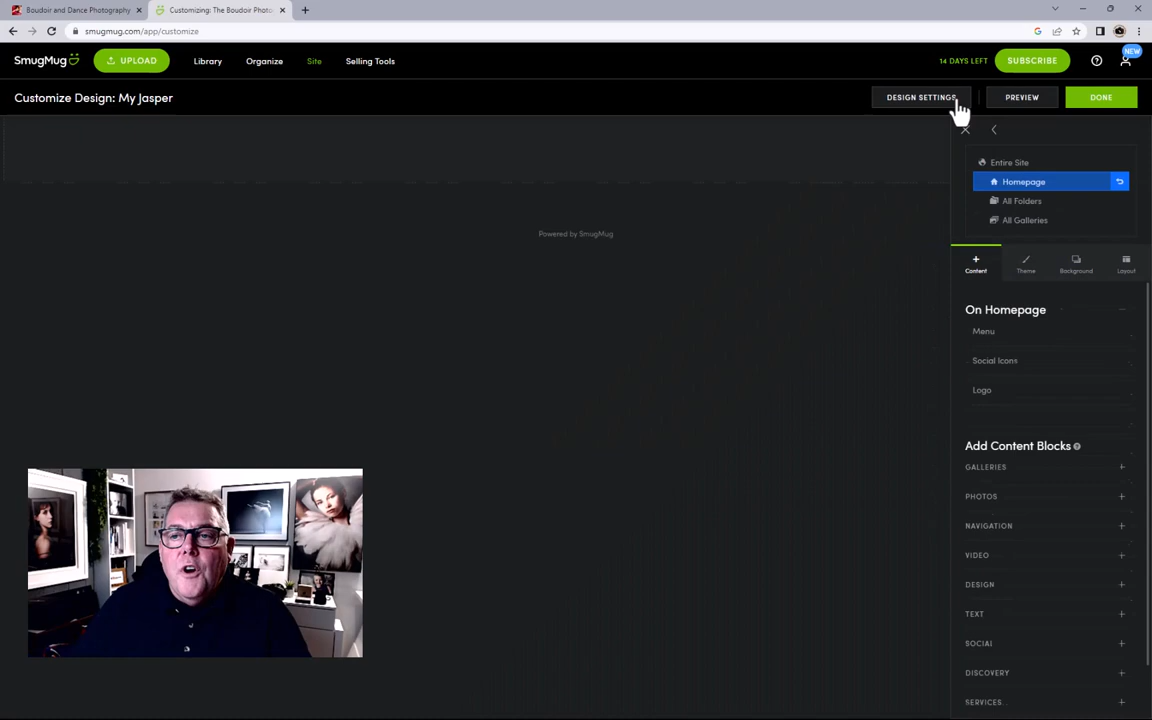 Boudoir and Dance Photography
Customizing: The Boudoir Photo
smugmug.com/app/customize
SmugMug
UPLOAD
Library
Organize
Site
Selling Tools
14 DAYS LEFT
SUBSCRIBE
NEW
Customize Design: My Jasper
DESIGN SETTINGS
PREVIEW
DONE
Entire Site
Homepage
All Folders
All Galleries
Powered by SmugMug
Content
Theme
Background
Layout
On Homepage
Menu
Social Icons
Logo
Add Content Blocks
GALLERIES
PHOTOS
NAVIGATION
VIDEO
DESIGN
TEXT
SOCIAL
DISCOVERY
SERVICES